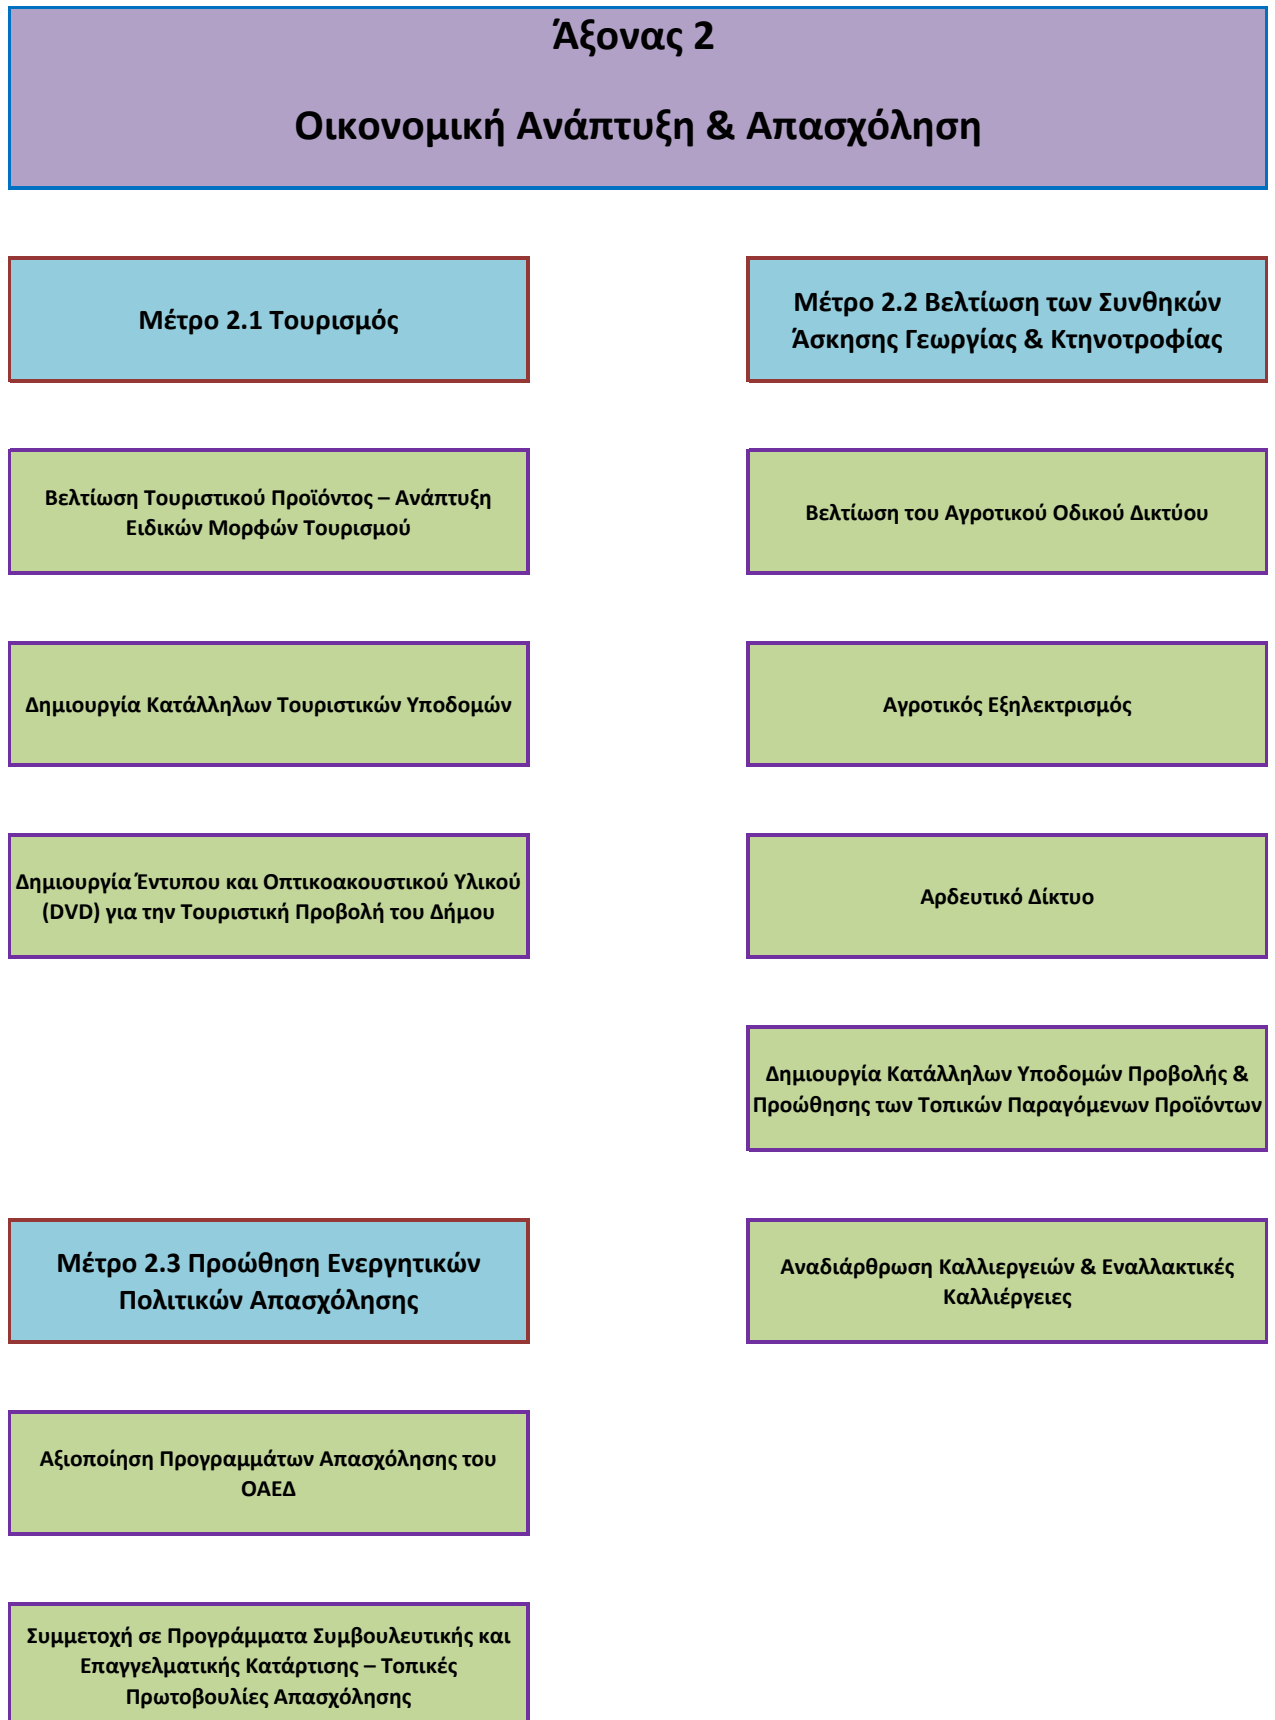 Άξονας 2
Οικονομική Ανάπτυξη & Απασχόληση
Μέτρο 2.1 Τουρισμός
Βελτίωση Τουριστικού Προϊόντος – Ανάπτυξη
Ειδικών Μορφών Τουρισμού
Δημιουργία Κατάλληλων Τουριστικών Υποδομών
Δημιουργία Έντυπου και Οπτικοακουστικού Υλικού
(DVD) για την Τουριστική Προβολή του Δήμου
Μέτρο 2.2 Βελτίωση των Συνθηκών
Άσκησης Γεωργίας & Κτηνοτροφίας
Βελτίωση του Αγροτικού Οδικού Δικτύου
Αγροτικός Εξηλεκτρισμός
Αρδευτικό Δίκτυο
Δημιουργία Κατάλληλων Υποδομών Προβολής &
Προώθησης των Τοπικών Παραγόμενων Προϊόντων
Αναδιάρθρωση Καλλιεργειών & Εναλλακτικές
Καλλιέργειες
Μέτρο 2.3 Προώθηση Ενεργητικών
Πολιτικών Απασχόλησης
Αξιοποίηση Προγραμμάτων Απασχόλησης του
ΟΑΕΔ
Συμμετοχή σε Προγράμματα Συμβουλευτικής και
Επαγγελματικής Κατάρτισης – Τοπικές
Πρωτοβουλίες Απασχόλησης